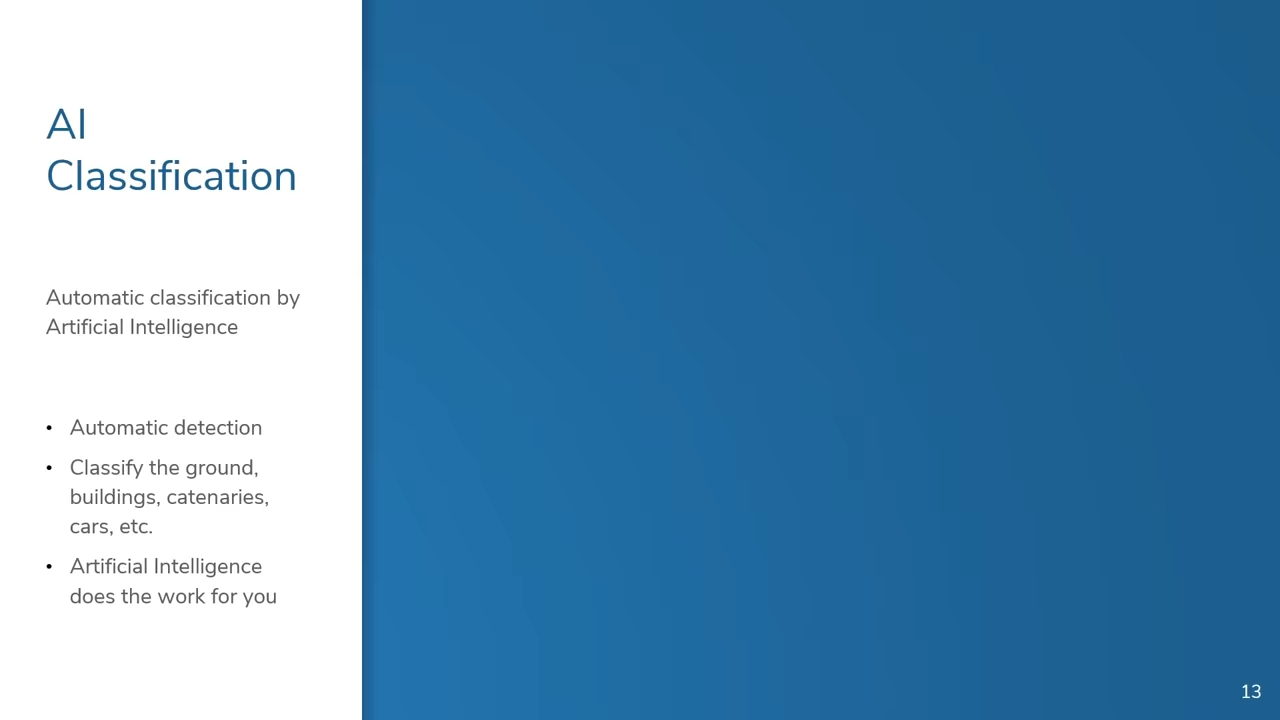 AI
Classification
Automatic classification by
Artificial Intelligence
• Automatic detection
• Classify the ground,
buildings, catenaries,
cars, etc.
• Artificial Intelligence
does the work for you
13